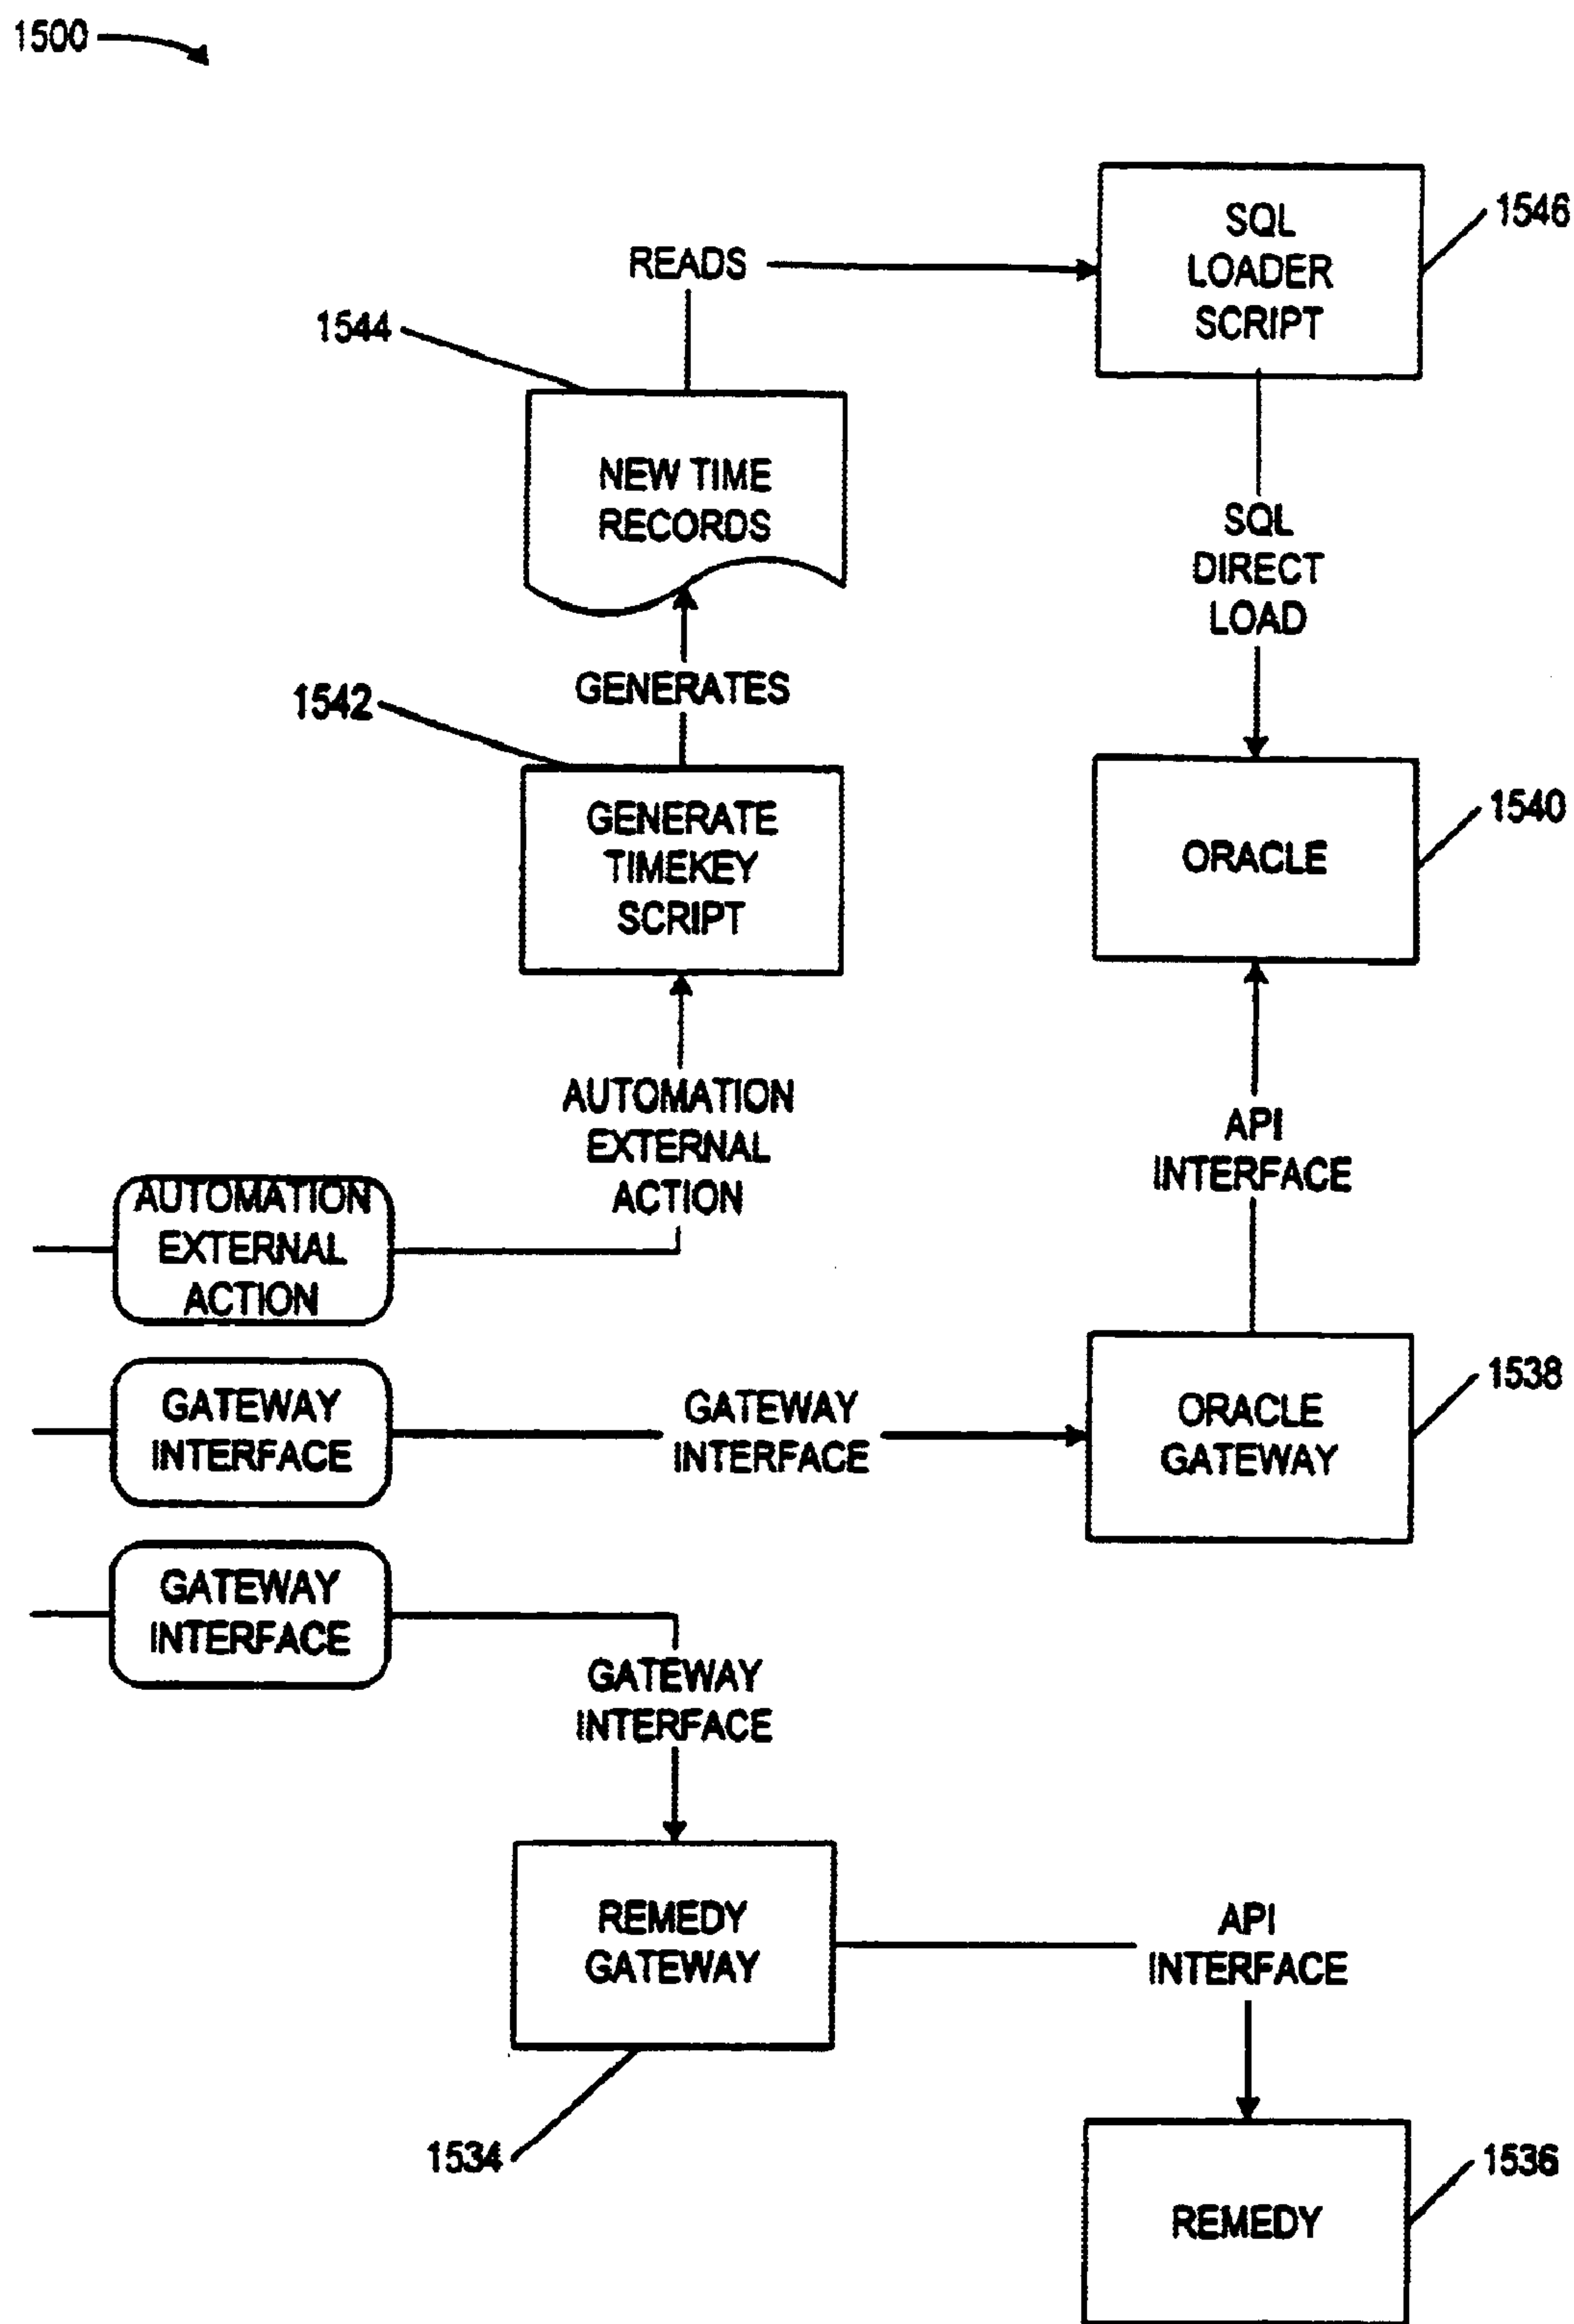 1500
SQL
LOADER
SCRIPT
1546
READS
1544
NEW TIME
RECORDS
SQL
DIRECT
LOAD
GENERATES
1542
GENERATE
TIMEKEY
SCRIPT
ORACLE
1540
AUTOMATION
EXTERNAL
ACTION
API
INTERFACE
AUTOMATION
EXTERNAL
ACTION
GATEWAY
INTERFACE
GATEWAY
INTERFACE
ORACLE
GATEWAY
1538
GATEWAY
INTERFACE
GATEWAY
INTERFACE
REMEDY
GATEWAY
API
INTERFACE
1534
REMEDY
1536